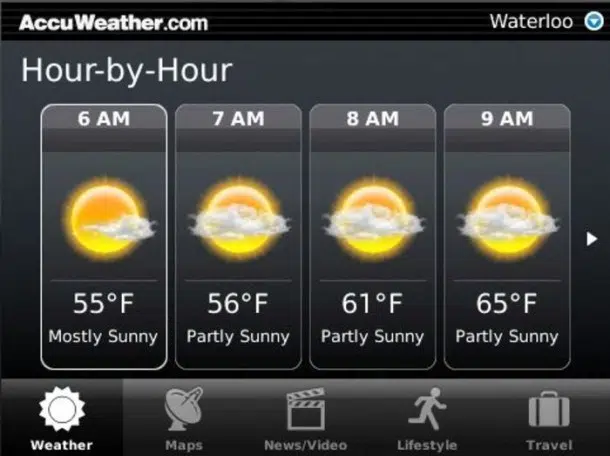 AccuWeather.com
Waterloo
Hour-by-Hour
6 AM 7 AM 8 AM 9 AM
55°F 56°F 61°F 65°F
Mostly Sunny Partly Sunny Partly Sunny Partly Sunny
Weather Maps News/Video Lifestyle Travel